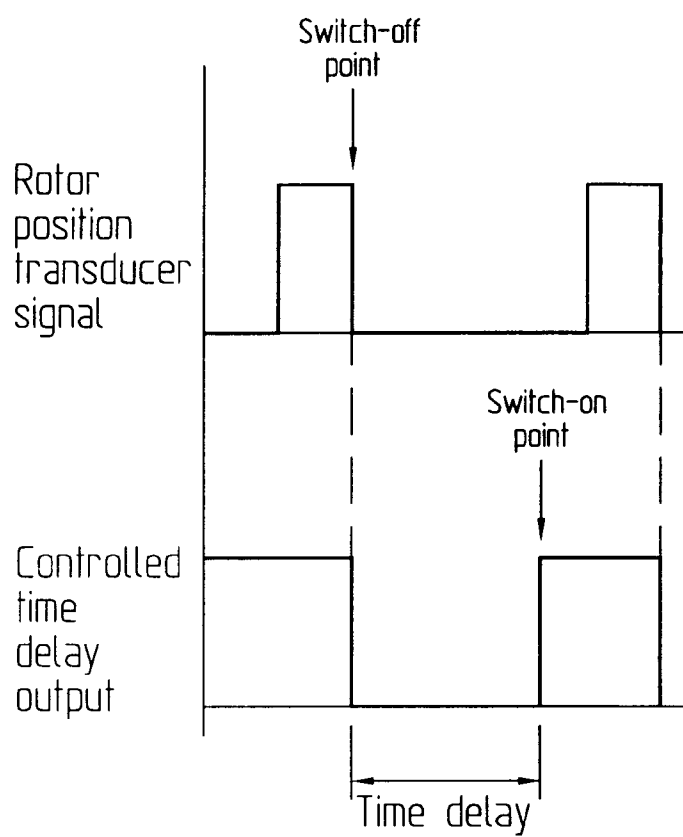 Switch-off
point
Rotor
position
transducer
signal
Switch-on
point
Controlled
time
delay
output
Time delay